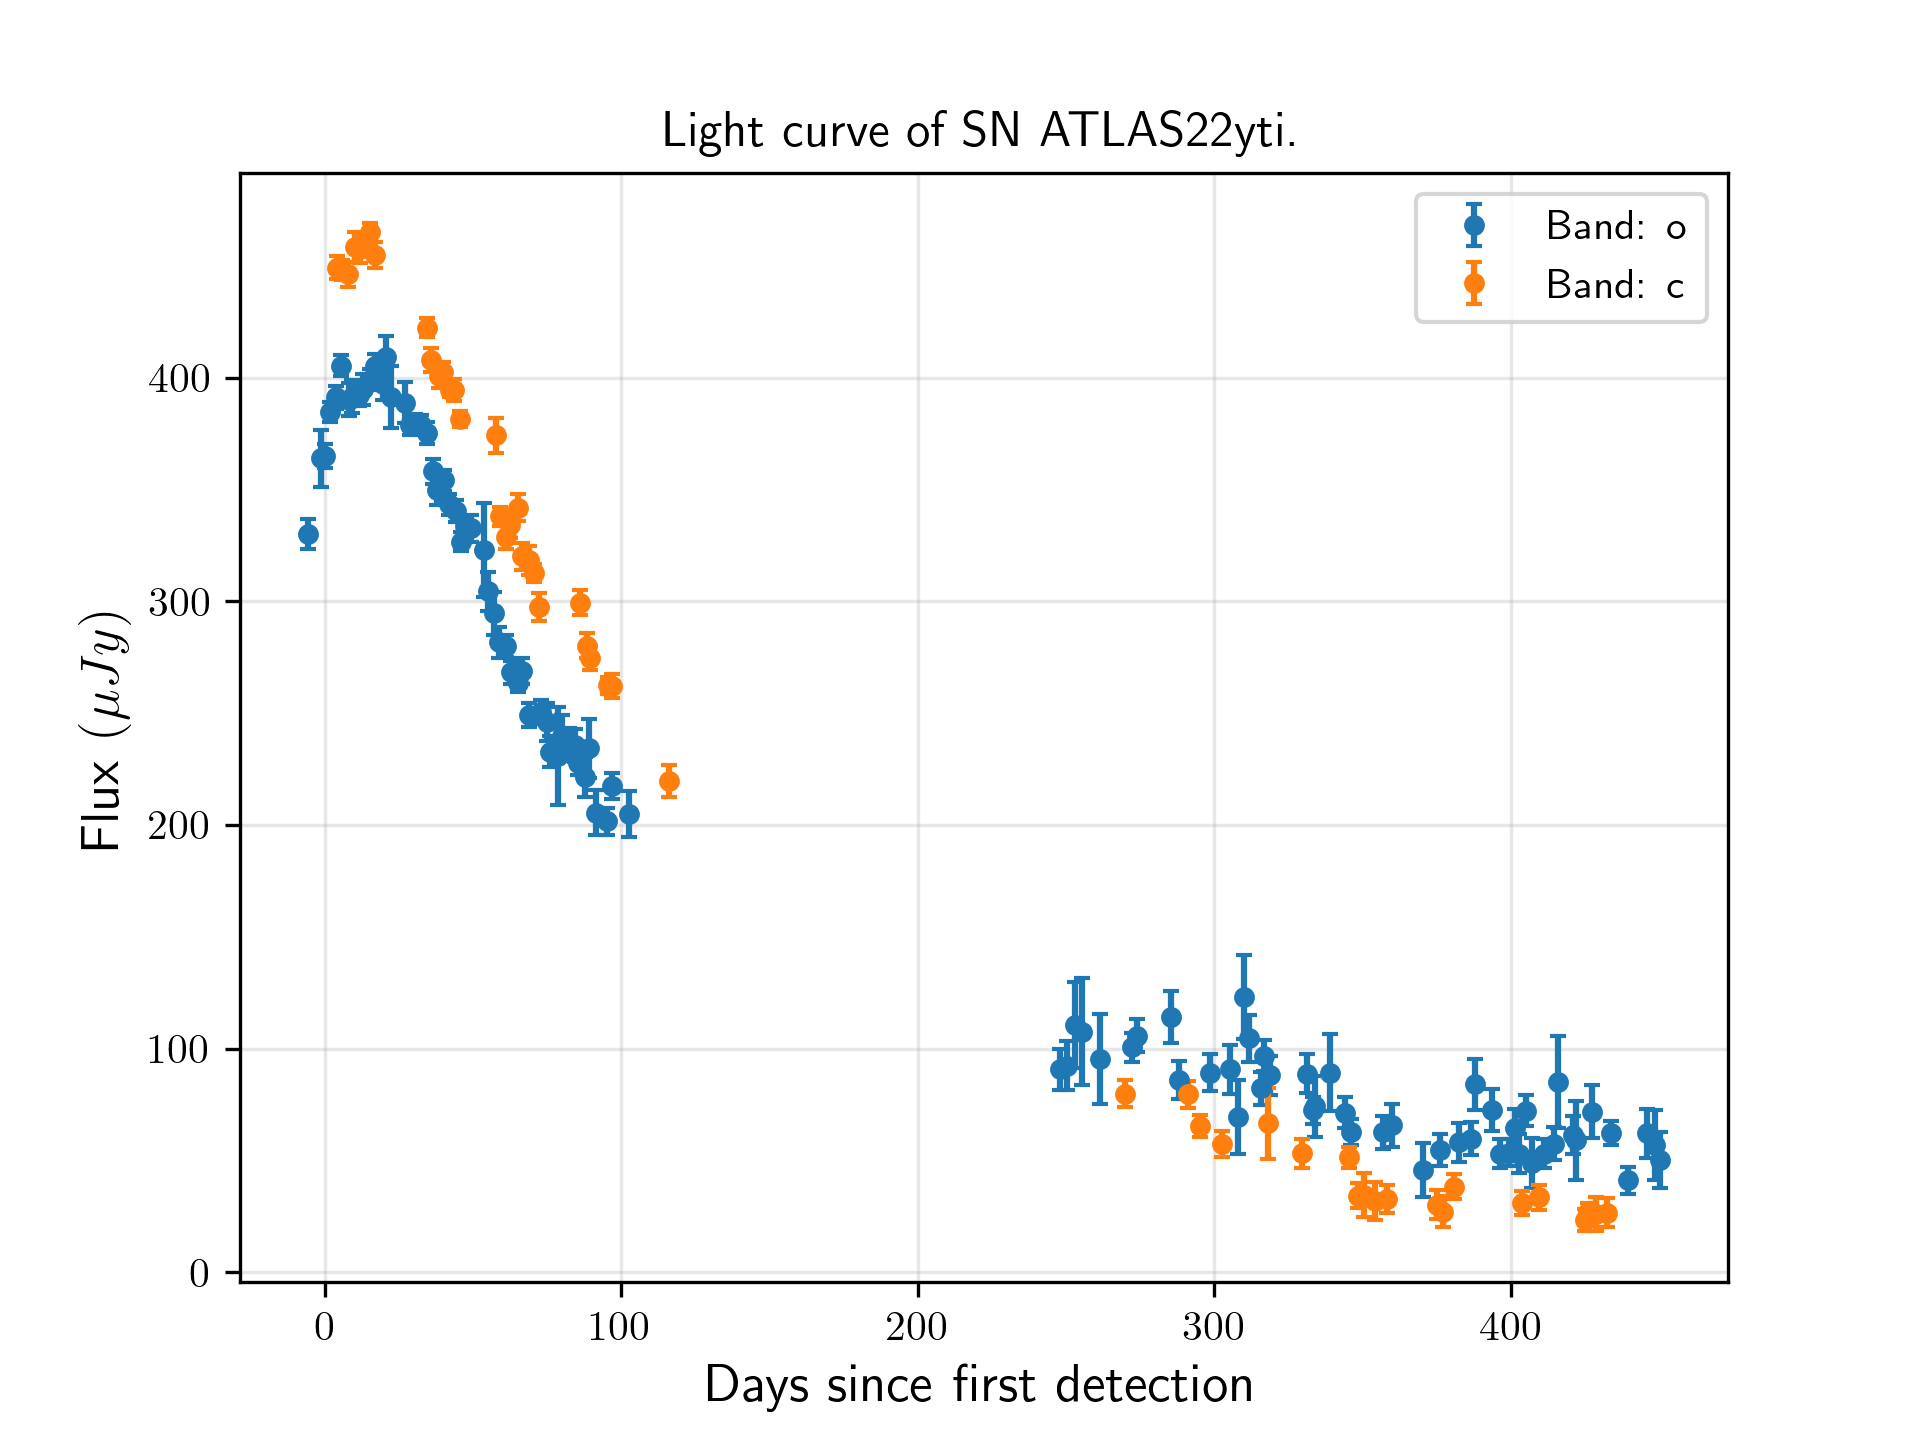 Light curve of SN ATLAS22yti.
Band: o
Band: c
Flux (μJy)
400
300
200
100
0
0 100 200 300 400
Days since first detection